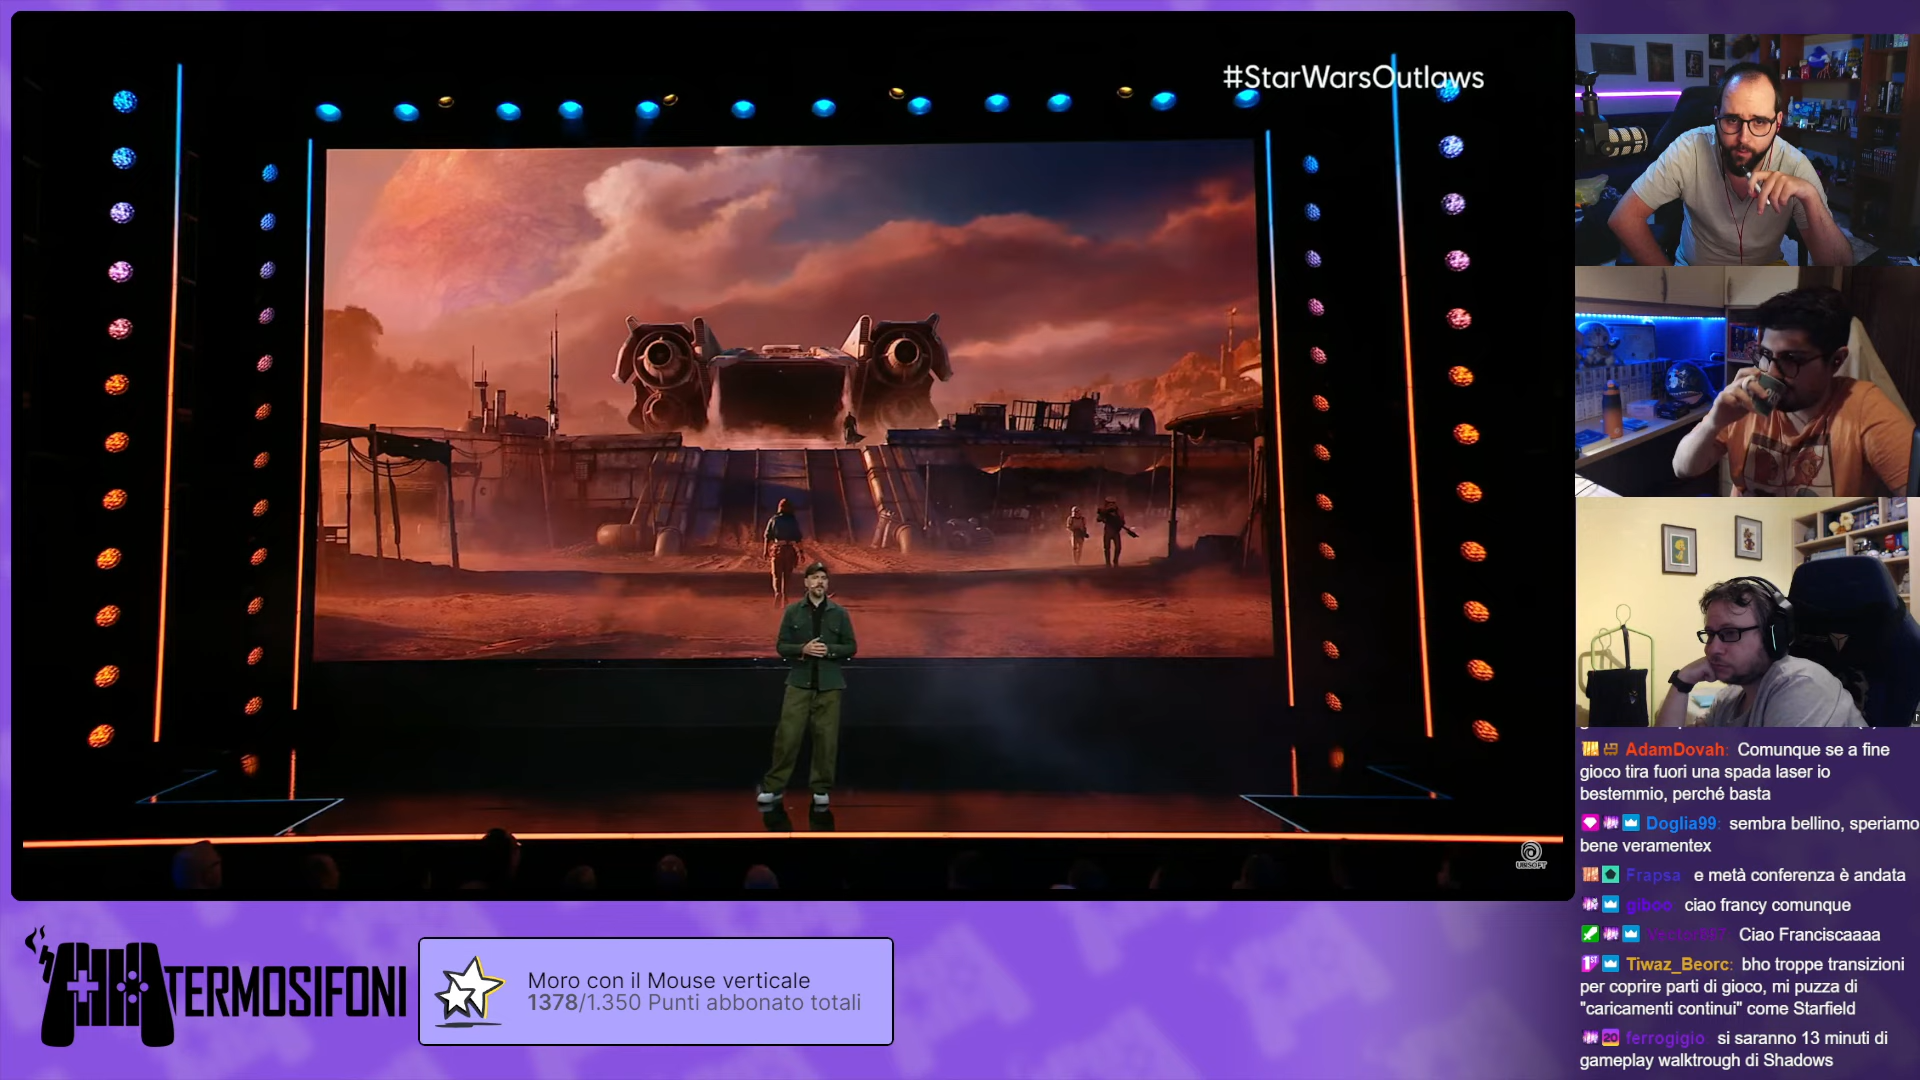 #StarWarsOutlaws
UBISOFT
AdamDovah: Comunque se a fine
gioco tira fuori una spada laser io
bestemmio, perché basta
Doglia99: sembra bellino, speriamo
bene veramentex
Frapsa e metà conferenza è andata
giboo: ciao francy comunque
Ciao Franciscaaaa
1ST Tiwaz_Beorc: bho troppe transizioni
per coprire parti di gioco, mi puzza di
"caricamenti continui" come Starfield
20 ferrogigio si saranno 13 minuti di
gameplay walktrough di Shadows
TERMOSIFONI
Moro con il Mouse verticale
1378/1.350 Punti abbonato totali